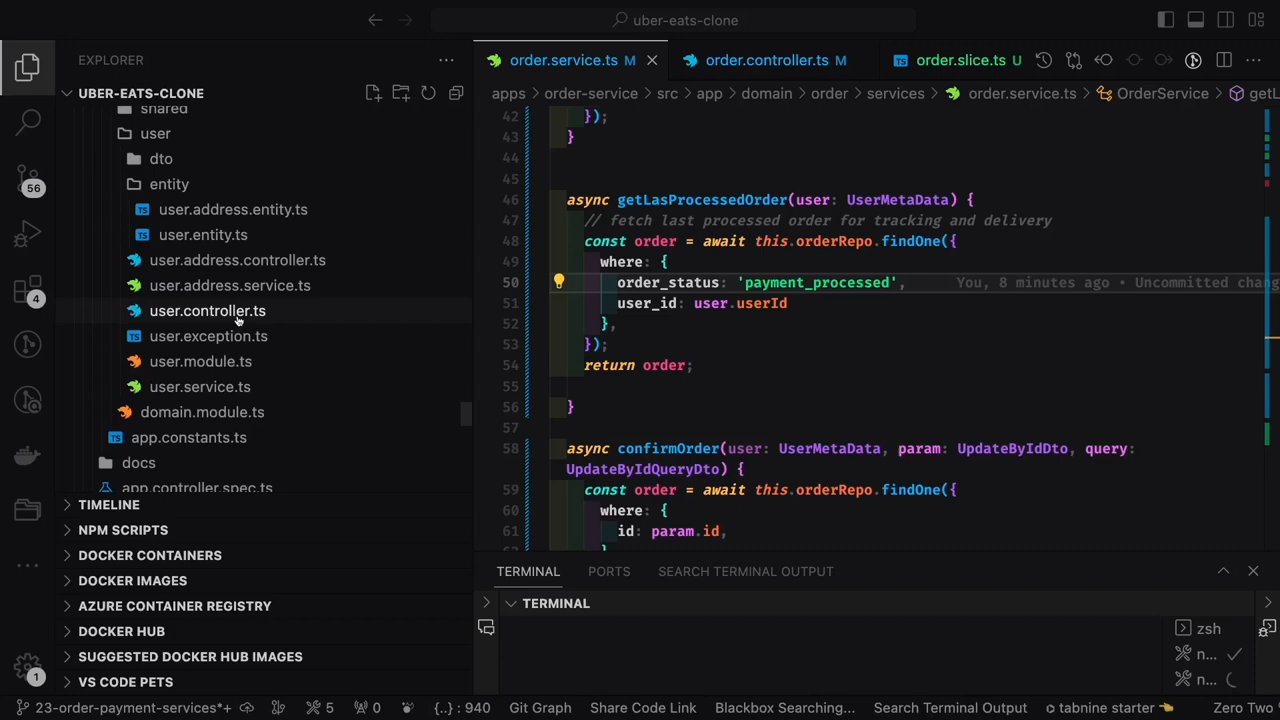 uber-eats-clone
EXPLORER
UBER-EATS-CLONE
shared
user
dto
entity
user.address.entity.ts
user.entity.ts
user.address.controller.ts
user.address.service.ts
user.controller.ts
user.exception.ts
user.module.ts
user.service.ts
domain.module.ts
app.constants.ts
docs
app.controller.spec.ts
TIMELINE
NPM SCRIPTS
DOCKER CONTAINERS
DOCKER IMAGES
AZURE CONTAINER REGISTRY
DOCKER HUB
SUGGESTED DOCKER HUB IMAGES
VS CODE PETS
56
4
1
order.service.ts M order.controller.ts M order.slice.ts U
apps > order-service > src > app > domain > order > services > order.service.ts > OrderService > getL
42 });
43 }
44
45
46 async getLasProcessedOrder(user: UserMetaData) {
47 // fetch last processed order for tracking and delivery
48 const order = await this.orderRepo.findOne({
49 where: {
50 order_status: 'payment_processed', You, 8 minutes ago • Uncommitted chang
51 user_id: user.userId
52 },
53 });
54 return order;
55
56 }
57
58 async confirmOrder(user: UserMetaData, param: UpdateByIdDto, query:
UpdateByIdQueryDto) {
59 const order = await this.orderRepo.findOne({
60 where: {
61 id: param.id,
TERMINAL PORTS SEARCH TERMINAL OUTPUT
TERMINAL
zsh
n...
n...
23-order-payment-services*+ 5 0 {..} : 940 Git Graph Share Code Link Blackbox Searching... Search Terminal Output tabnine starter Zero Two